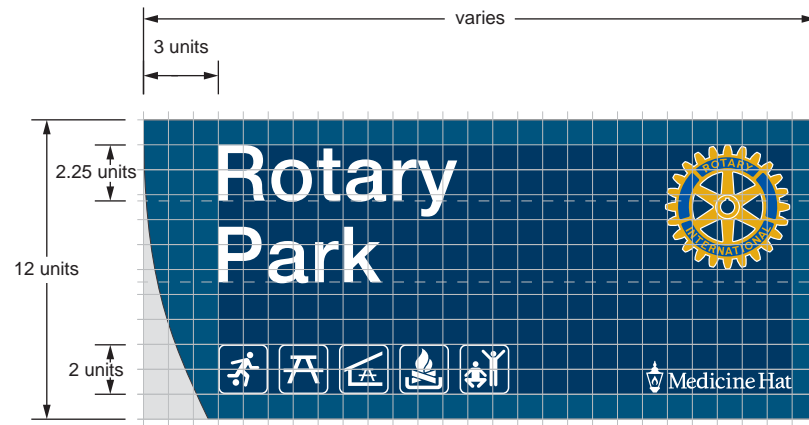 varies
3 units
2.25 units
12 units
2 units
Rotary
Park
ROTARY
INTERNATIONAL
Medicine Hat